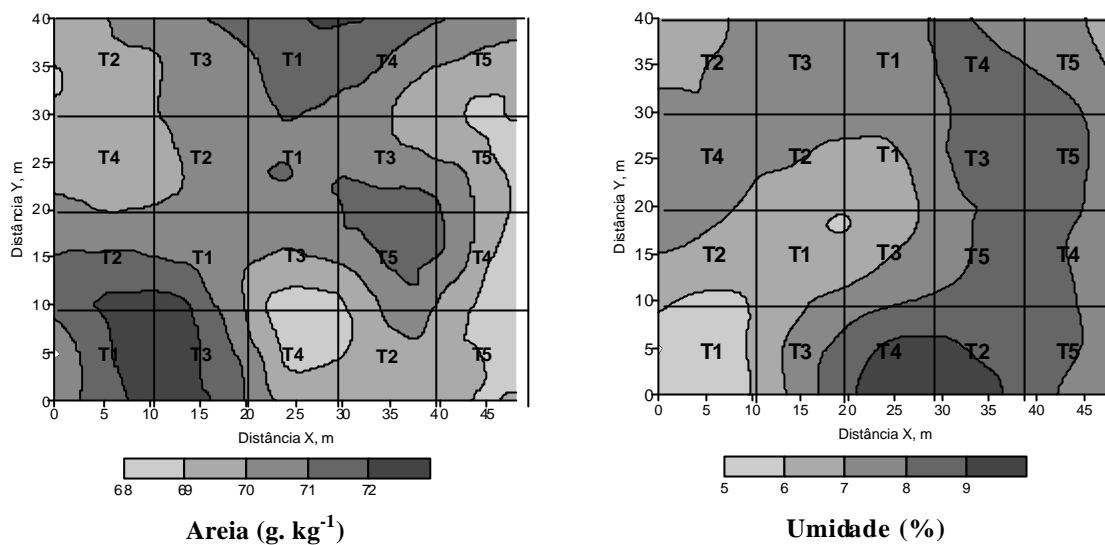 40
35
30
25
20
15
10
5
0
Distância Y, m
T2 T3 T1 T4 T5
T4 T2 T1 T3 T5
T2 T1 T3 T5 T4
T1 T3 T4 T2 T5
0 5 10 15 20 25 30 35 40 45
Distância X, m
68 69 70 71 72
Areia (g. kg-1)
40
35
30
25
20
15
10
5
0
Distância Y, m
T2 T3 T1 T4 T5
T4 T2 T1 T3 T5
T2 T1 T3 T5 T4
T1 T3 T4 T2 T5
0 5 10 15 20 25 30 35 40 45
Distância X, m
5 6 7 8 9
Umidade (%)